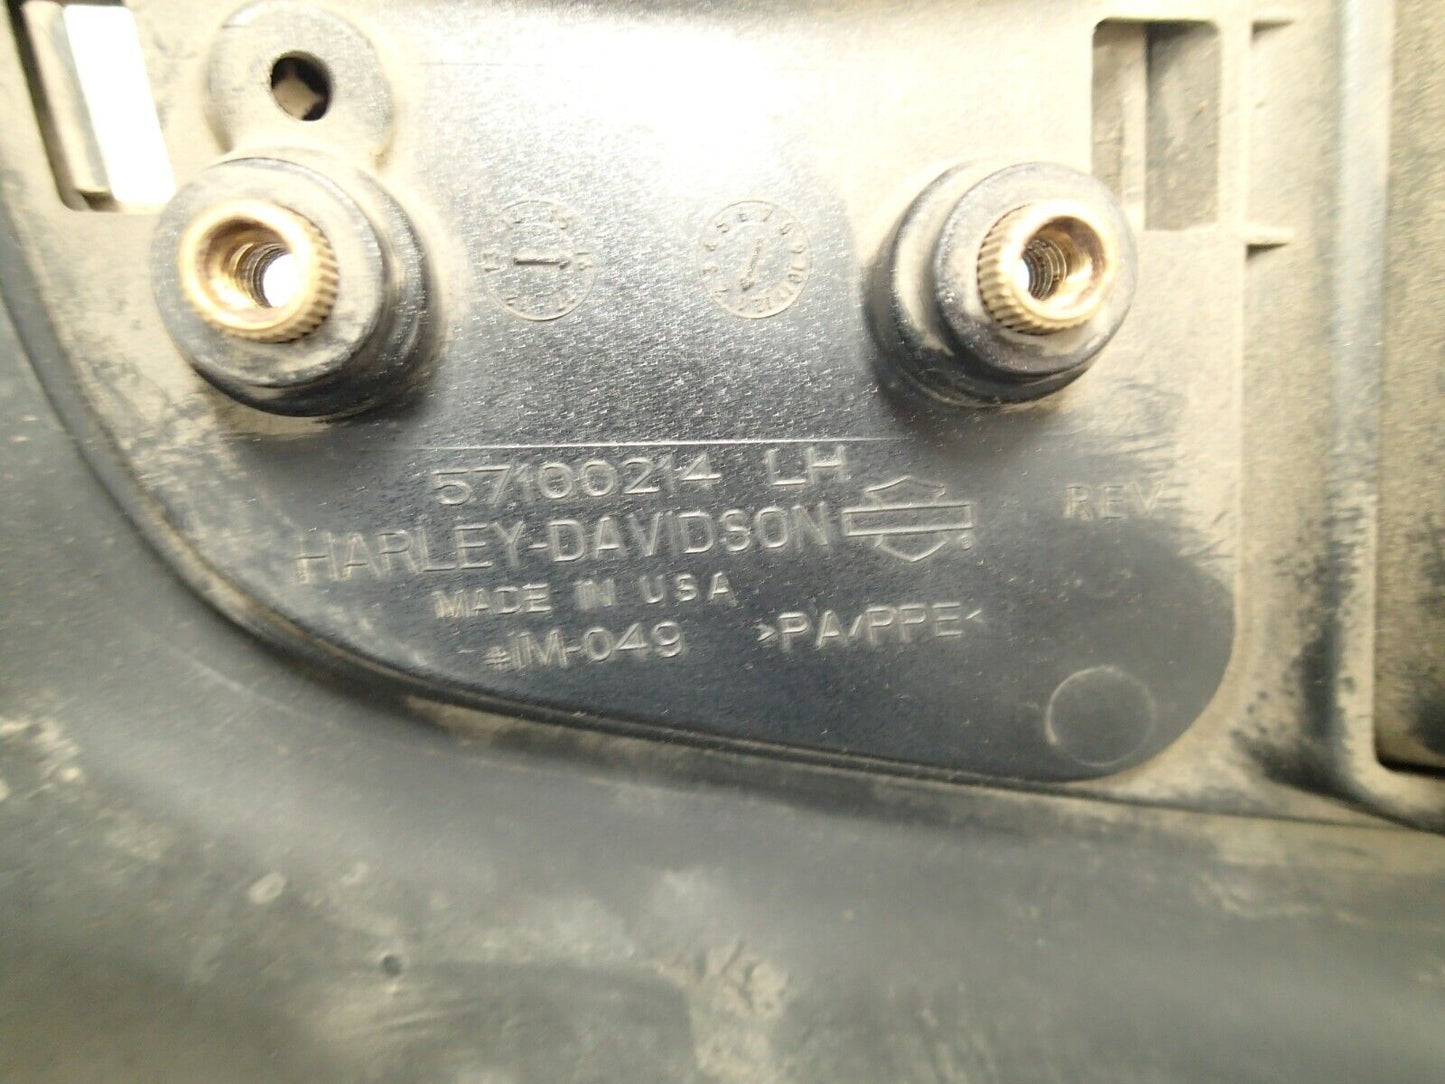 57100214 LH
HARLEY-DAVIDSON
REV
MADE IN USA
#IM-049 >PA/PPE<